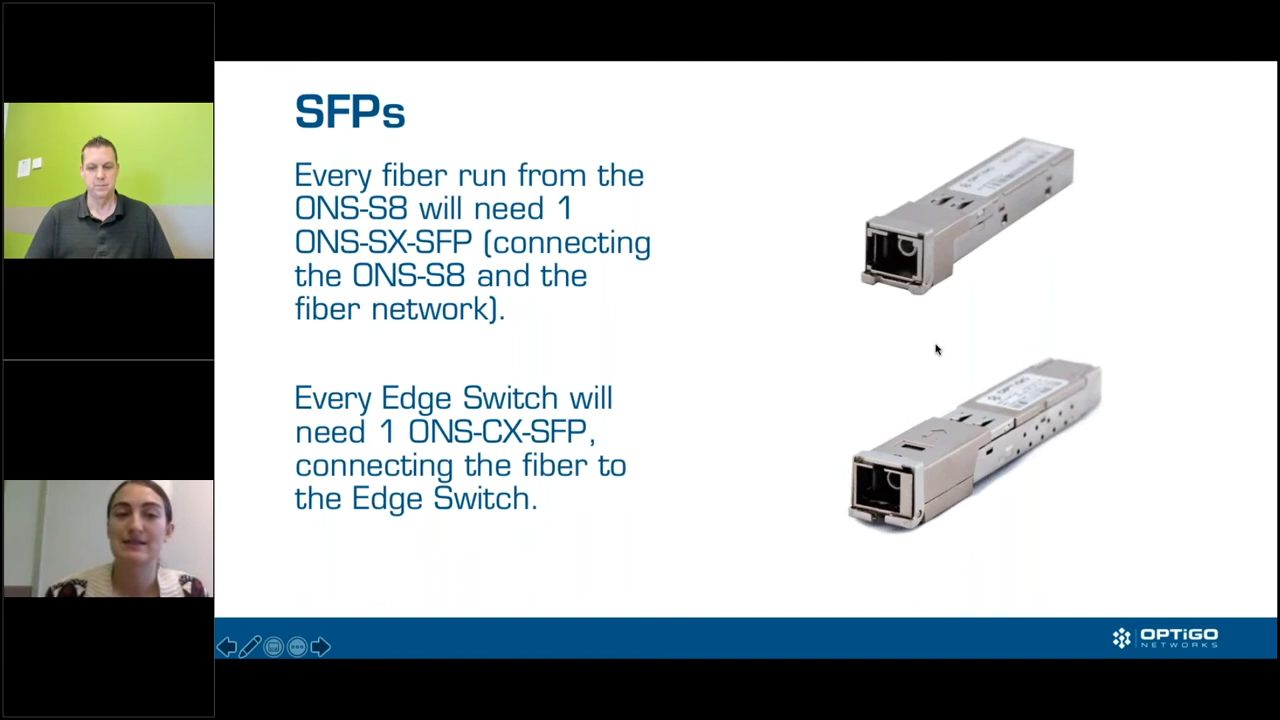 SFPs
Every fiber run from the
ONS-S8 will need 1
ONS-SX-SFP (connecting
the ONS-S8 and the
fiber network).
Every Edge Switch will
need 1 ONS-CX-SFP,
connecting the fiber to
the Edge Switch.
OPTiGO
OPTiGO
OPTiGO
NETWORKS